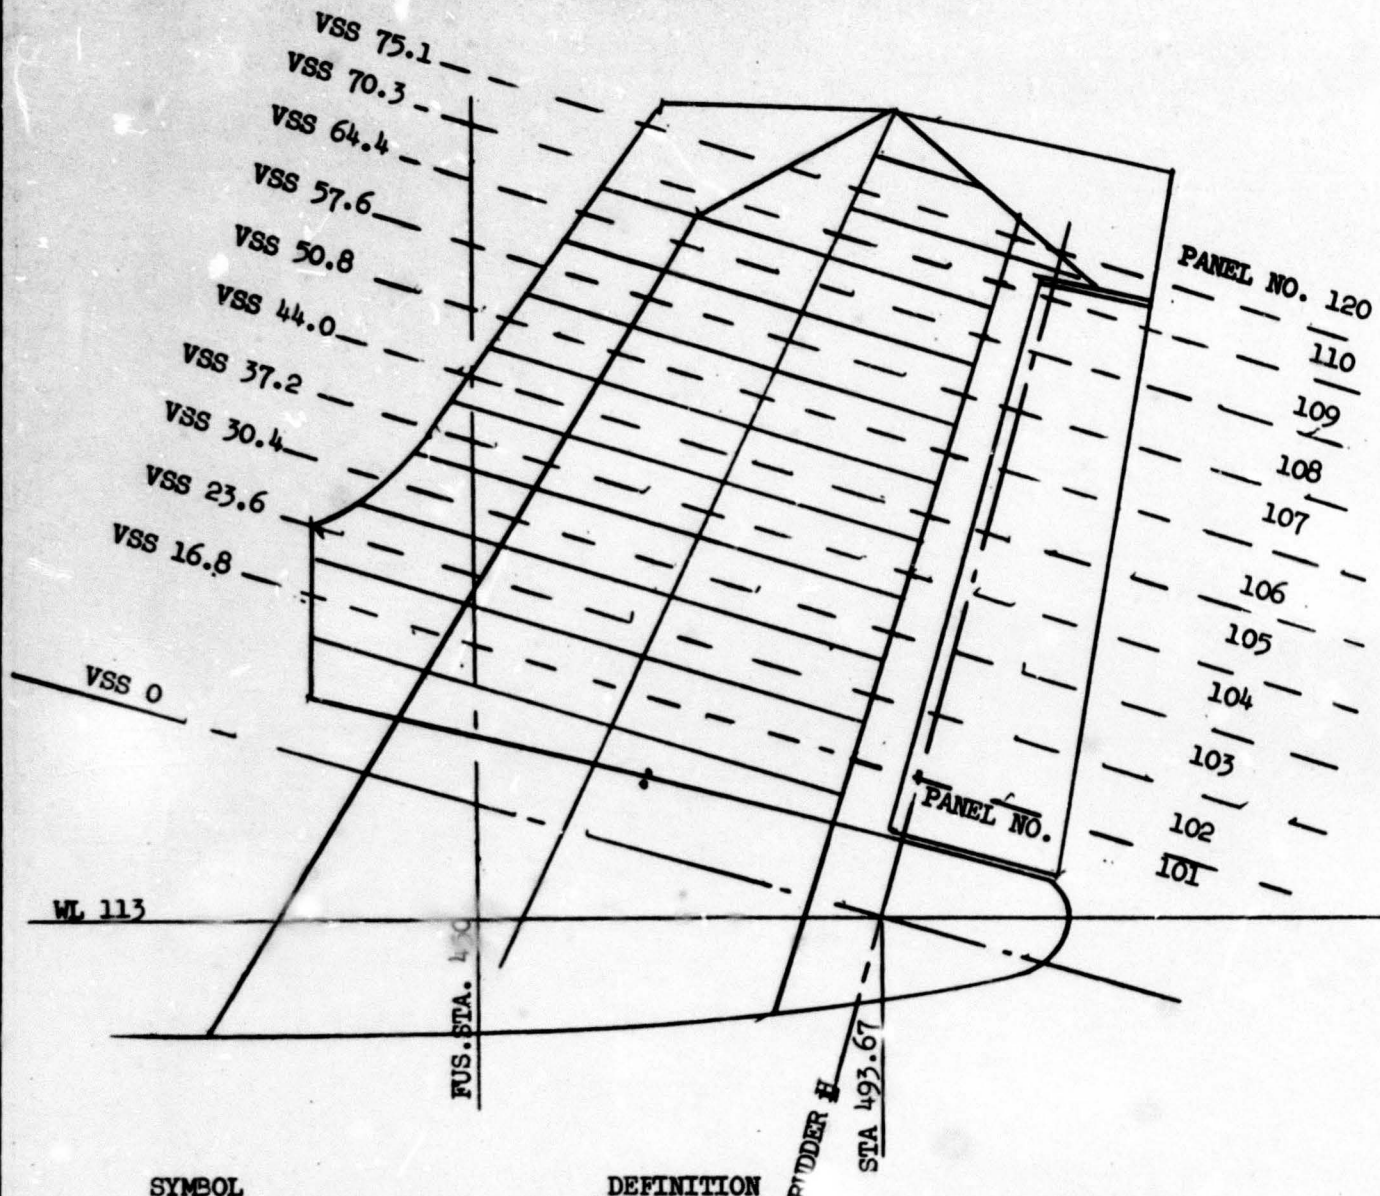 VSS 75.1
VSS 70.3
VSS 64.4
VSS 57.6
VSS 50.8
VSS 44.0
VSS 37.2
VSS 30.4
VSS 23.6
VSS 16.8
VSS 0
PANEL NO. 120
110
109
108
107
106
105
104
103
102
101
PANEL NO.
WL 113
FUS.STA. 450
STA 493.67
RUDDER
SYMBOL
DEFINITION